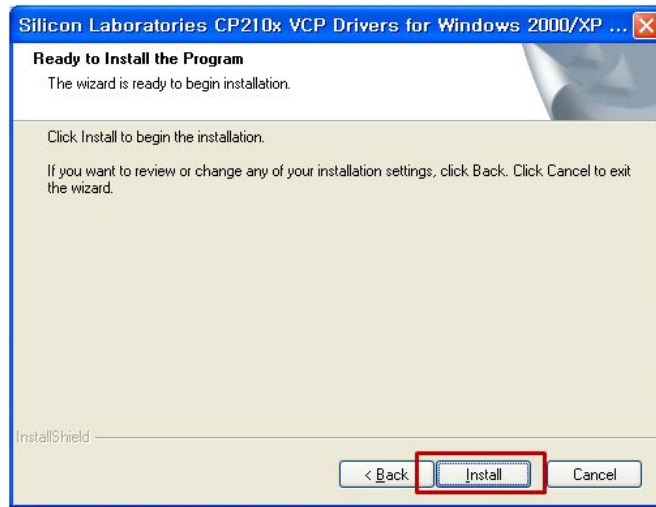 Silicon Laboratories CP210x VCP Drivers for Windows 2000/XP ...
Ready to Install the Program
The wizard is ready to begin installation.
Click Install to begin the installation.
If you want to review or change any of your installation settings, click Back. Click Cancel to exit
the wizard.
InstallShield
< Back Install Cancel